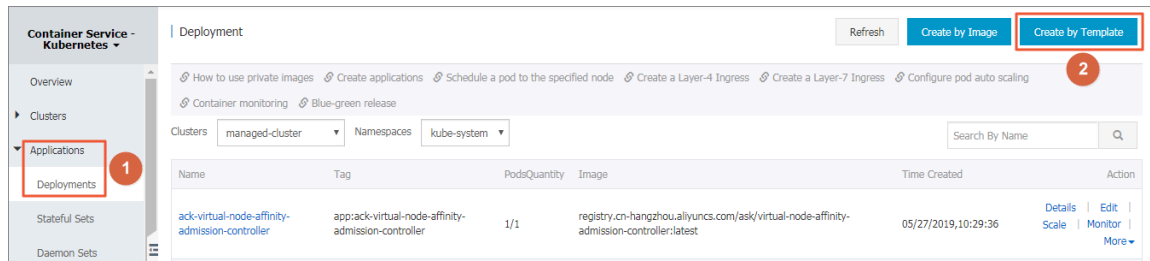 Container Service -
Kubernetes
Deployment
Refresh
Create by Image
Create by Template
2
Overview
How to use private images
Create applications
Schedule a pod to the specified node
Create a Layer-4 Ingress
Create a Layer-7 Ingress
Configure pod auto scaling
Container monitoring
Blue-green release
Clusters
Clusters
managed-cluster
Namespaces
kube-system
Search By Name
Applications
1
Deployments
Stateful Sets
Daemon Sets
Name
Tag
PodsQuantity
Image
Time Created
Action
ack-virtual-node-affinity-
admission-controller
app:ack-virtual-node-affinity-
admission-controller
1/1
registry.cn-hangzhou.aliyuncs.com/ask/virtual-node-affinity-
admission-controller:latest
05/27/2019,10:29:36
Details | Edit |
Scale | Monitor |
More